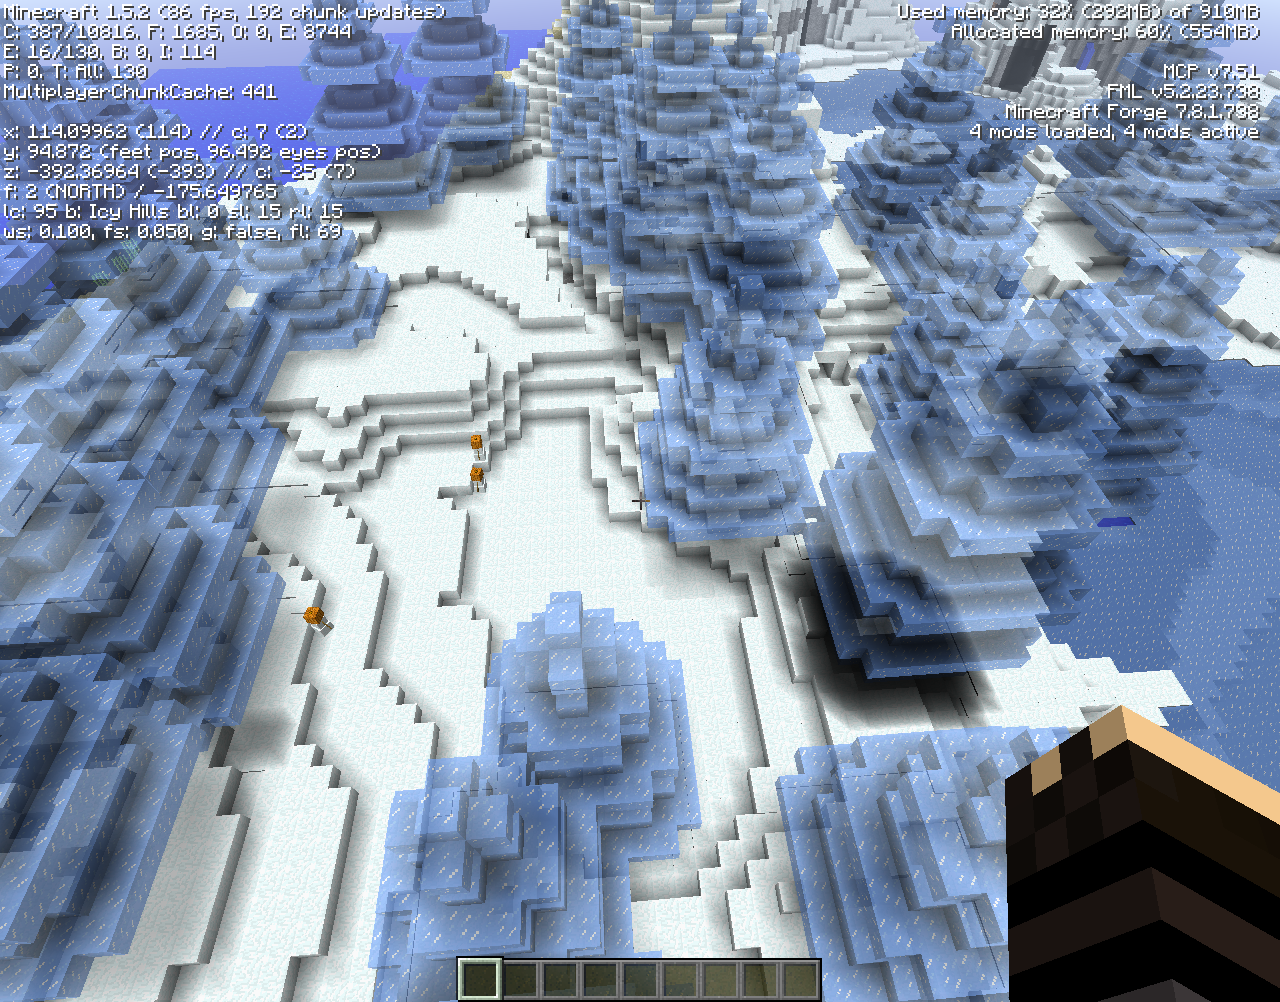 Minecraft 1.5.2 (36 fps, 192 chunk updates)
C: 387/10816, F: 1685, O: 0, E: 8744
E: 16/130, B: 0, I: 114
P: 0, T: All: 130
MultiplayerChunkCache: 441
x: 114.09962 (114) // c: 7 (2)
y: 94.872 (feet pos, 96.492 eyes pos)
z: -392.36964 (-393) // c: -25 (7)
f: 2 (NORTH) / -175.649765
lc: 95 b: Icy Hills bl: 0 sl: 15 rl: 15
ws: 0.100, fs: 0.050, g: false, fl: 69
Used memory: 32% (292MB) of 910MB
Allocated memory: 60% (554MB)
MCP v7.51
FML v5.2.23.738
Minecraft Forge 7.8.1.738
4 mods loaded, 4 mods active